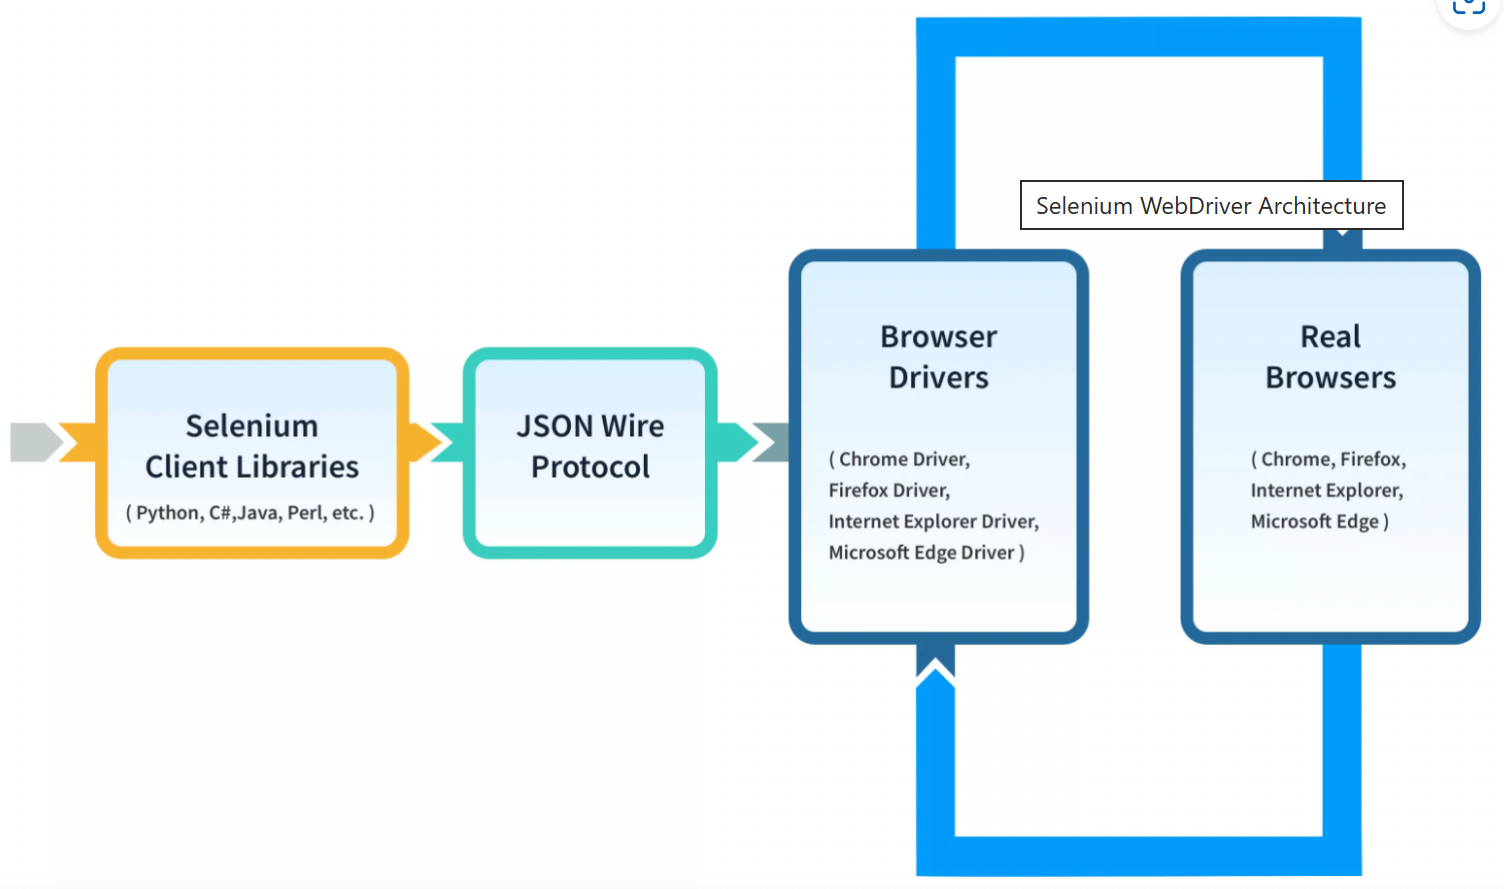 Selenium WebDriver Architecture
Selenium
Client Libraries
( Python, C#,Java, Perl, etc. )
JSON Wire
Protocol
Browser
Drivers
( Chrome Driver,
Firefox Driver,
Internet Explorer Driver,
Microsoft Edge Driver )
Real
Browsers
( Chrome, Firefox,
Internet Explorer,
Microsoft Edge )